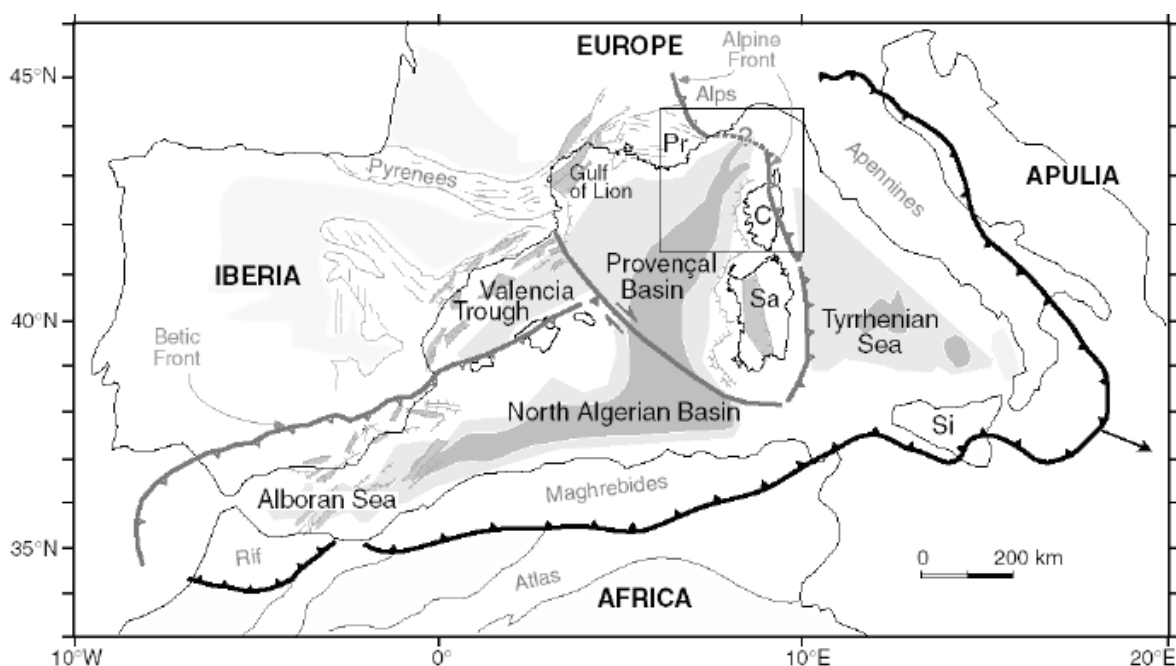 EUROPE
Alpine
Front
45°N
Alps
?
Pr
Pyrenees
Gulf
of Lion
Apennines
APULIA
C
IBERIA
Provençal
Basin
Valencia
Trough
Sa
40°N
Tyrrhenian
Sea
Betic
Front
North Algerian Basin
Si
Alboran Sea
Maghrebides
35°N
Rif
0 200 km
Atlas
AFRICA
10°W 0° 10°E 20°E